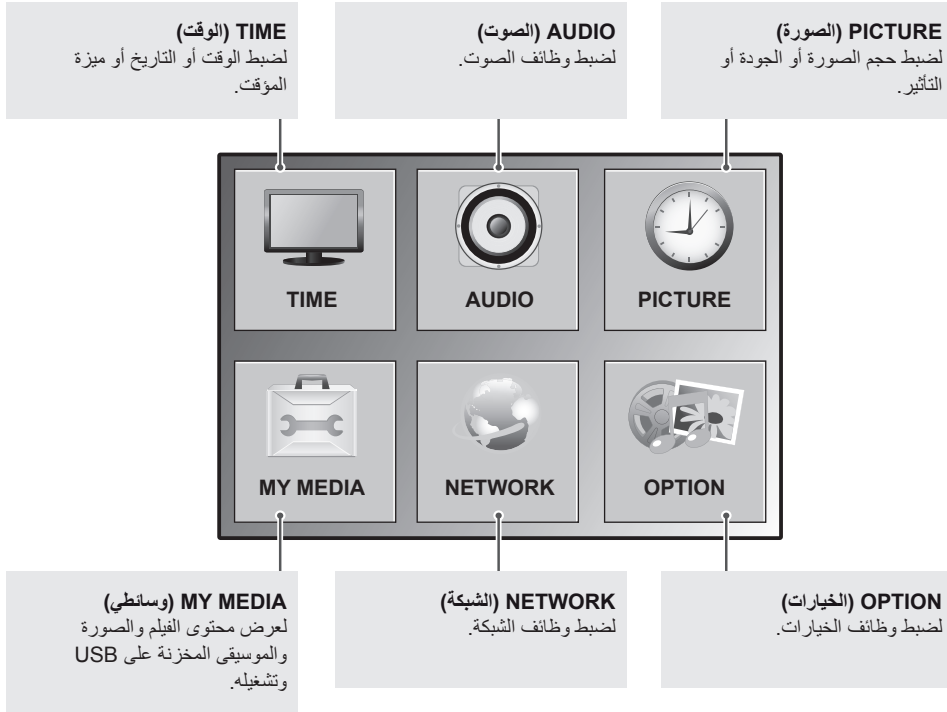 PICTURE (الصورة)
لضبط حجم الصورة أو الجودة أو
التأثير.
AUDIO (الصوت)
لضبط وظائف الصوت.
TIME (الوقت)
لضبط الوقت أو التاريخ أو ميزة
المؤقت.
PICTURE
AUDIO
TIME
OPTION
NETWORK
MY MEDIA
OPTION (الخيارات)
لضبط وظائف الخيارات.
NETWORK (الشبكة)
لضبط وظائف الشبكة.
MY MEDIA (وسائطي)
لعرض محتوى الفيلم والصورة
والموسيقى المخزنة على USB
وتشغيله.